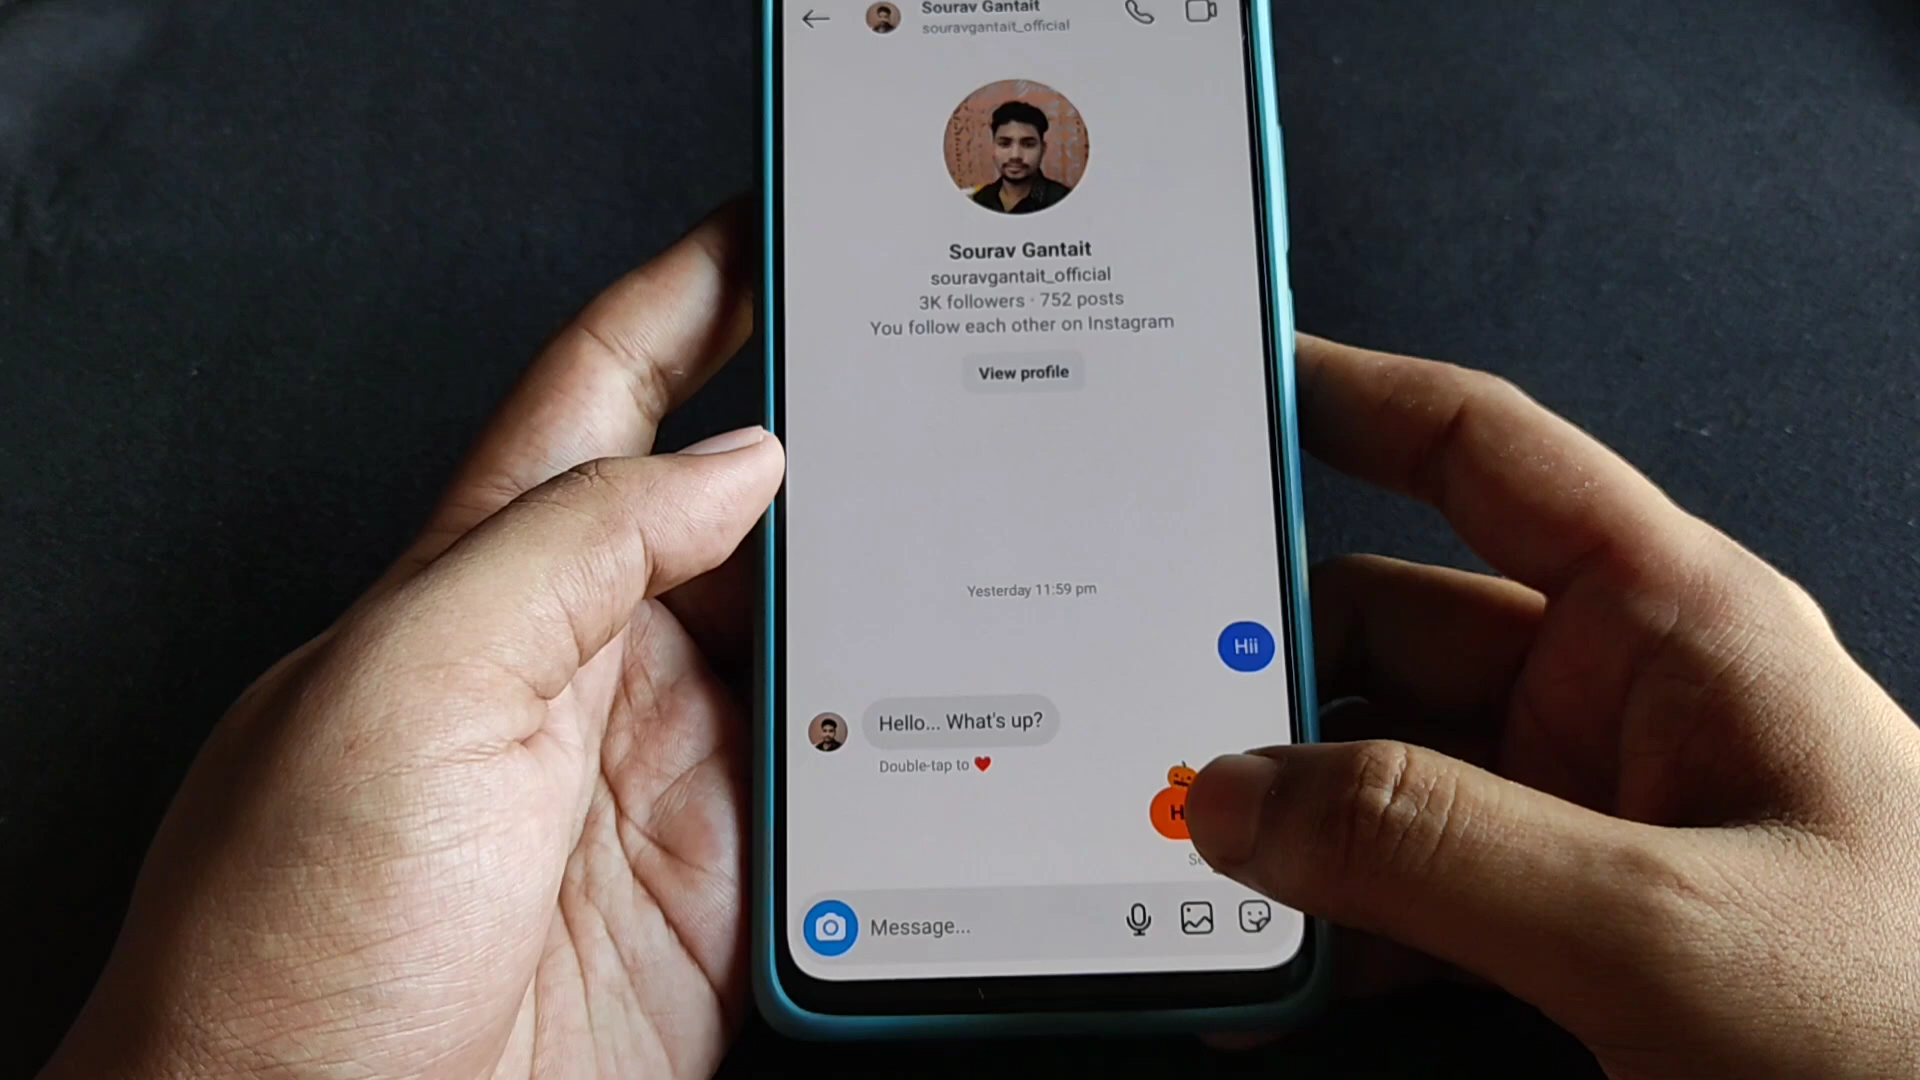 Sourav Gantait
souravgantait_official
Sourav Gantait
souravgantait_official
3K followers · 752 posts
You follow each other on Instagram
View profile
Yesterday 11:59 pm
Hii
Hello... What's up?
Double-tap to ❤️
Message...